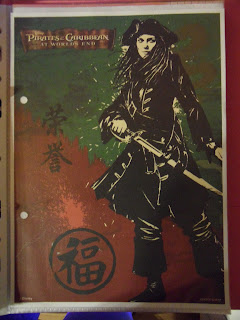 PIRATES of the CARIBBEAN
AT WORLD'S END
荣
誉
福